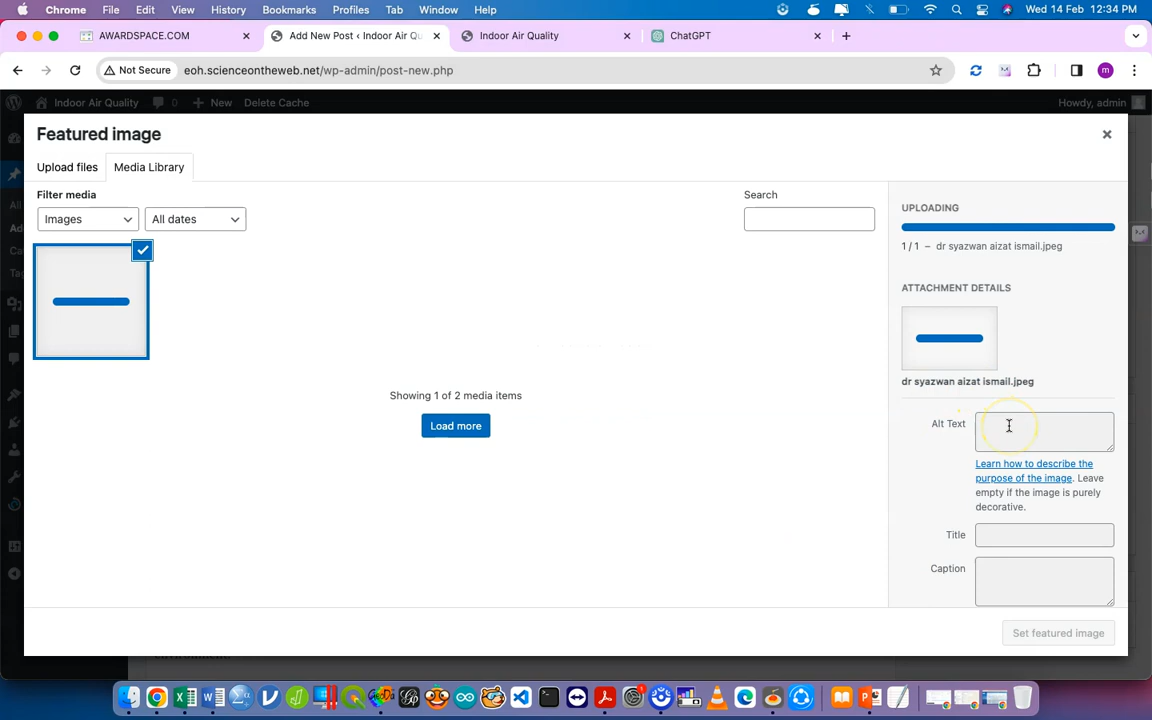 Chrome File Edit View History Bookmarks Profiles Tab Window Help Wed 14 Feb 12:34 PM
AWARDSPACE.COM Add New Post ‹ Indoor Air Qu Indoor Air Quality ChatGPT
Not Secure eoh.scienceontheweb.net/wp-admin/post-new.php
Indoor Air Quality 0 New Delete Cache Howdy, admin
Featured image
Upload files Media Library
Filter media Search
Images All dates
UPLOADING
1 / 1 – dr syazwan aizat ismail.jpeg
ATTACHMENT DETAILS
dr syazwan aizat ismail.jpeg
Showing 1 of 2 media items
Load more
Alt Text
Learn how to describe the
purpose of the image. Leave
empty if the image is purely
decorative.
Title
Caption
Set featured image